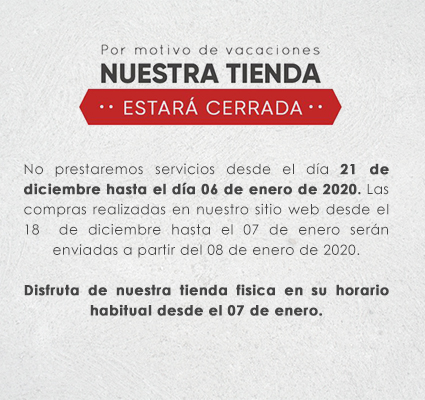 Por motivo de vacaciones
NUESTRA TIENDA
·· ESTARÁ CERRADA ··
No prestaremos servicios desde el día 21 de
diciembre hasta el día 06 de enero de 2020. Las
compras realizadas en nuestro sitio web desde el
18 de diciembre hasta el 07 de enero serán
enviadas a partir del 08 de enero de 2020.
Disfruta de nuestra tienda fisica en su horario
habitual desde el 07 de enero.